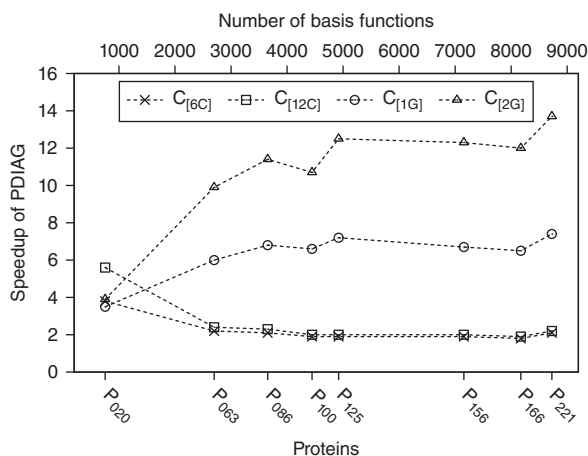 Number of basis functions
1000 2000 3000 4000 5000 6000 7000 8000 9000
16
14
12
10
8
6
4
2
0
C[6C] C[12C] C[1G] C[2G]
Speedup of PDIAG
P020 P063 P086 P100 P125 P156 P166 P221
Proteins